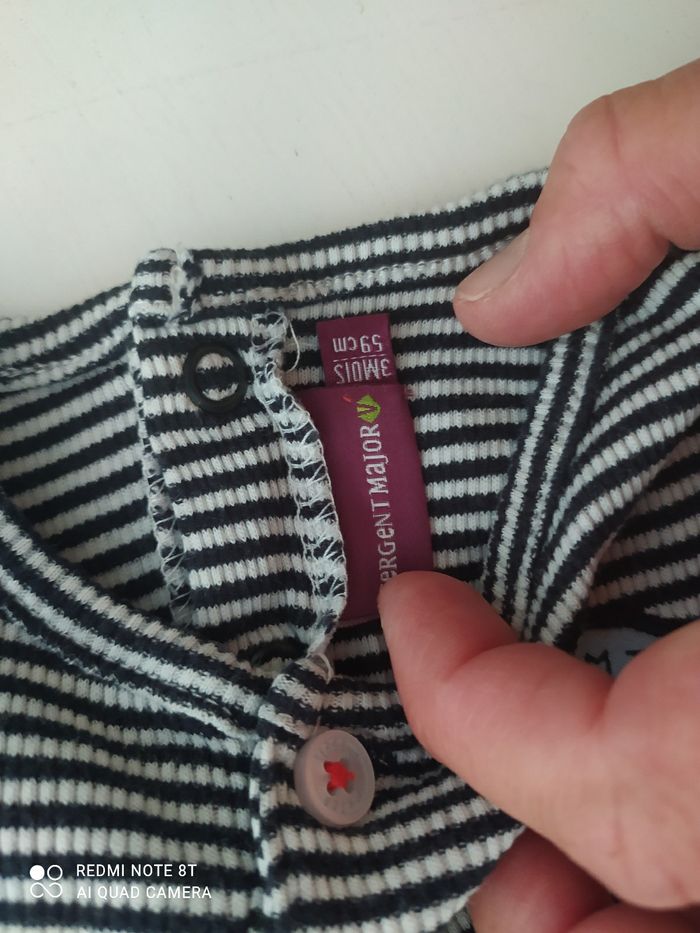 3MOIS
59cm
eRGeNT MaJOR
REDMI NOTE 8T
AI QUAD CAMERA